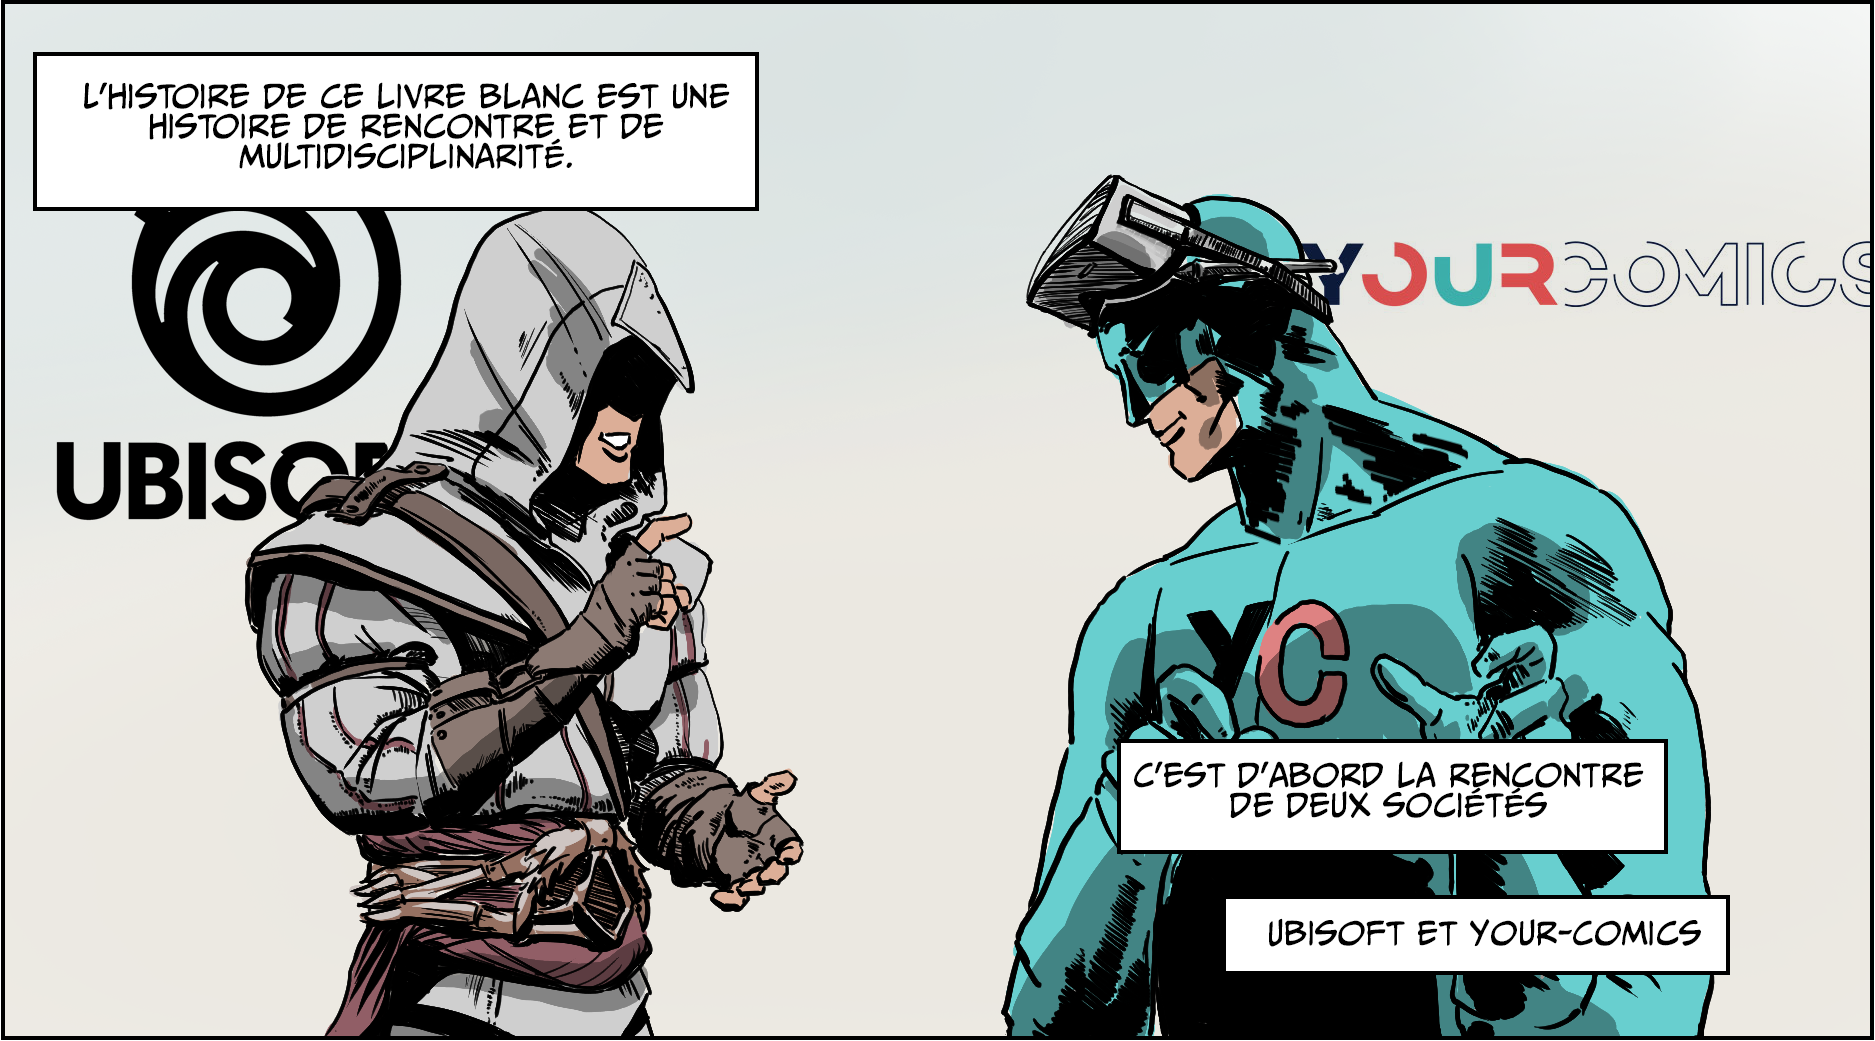 L'HISTOIRE DE CE LIVRE BLANC EST UNE
HISTOIRE DE RENCONTRE ET DE
MULTIDISCIPLINARITÉ.
UBISOF
YOURCOMICS
YC
C'EST D'ABORD LA RENCONTRE
DE DEUX SOCIÉTÉS
UBISOFT ET YOUR-COMICS